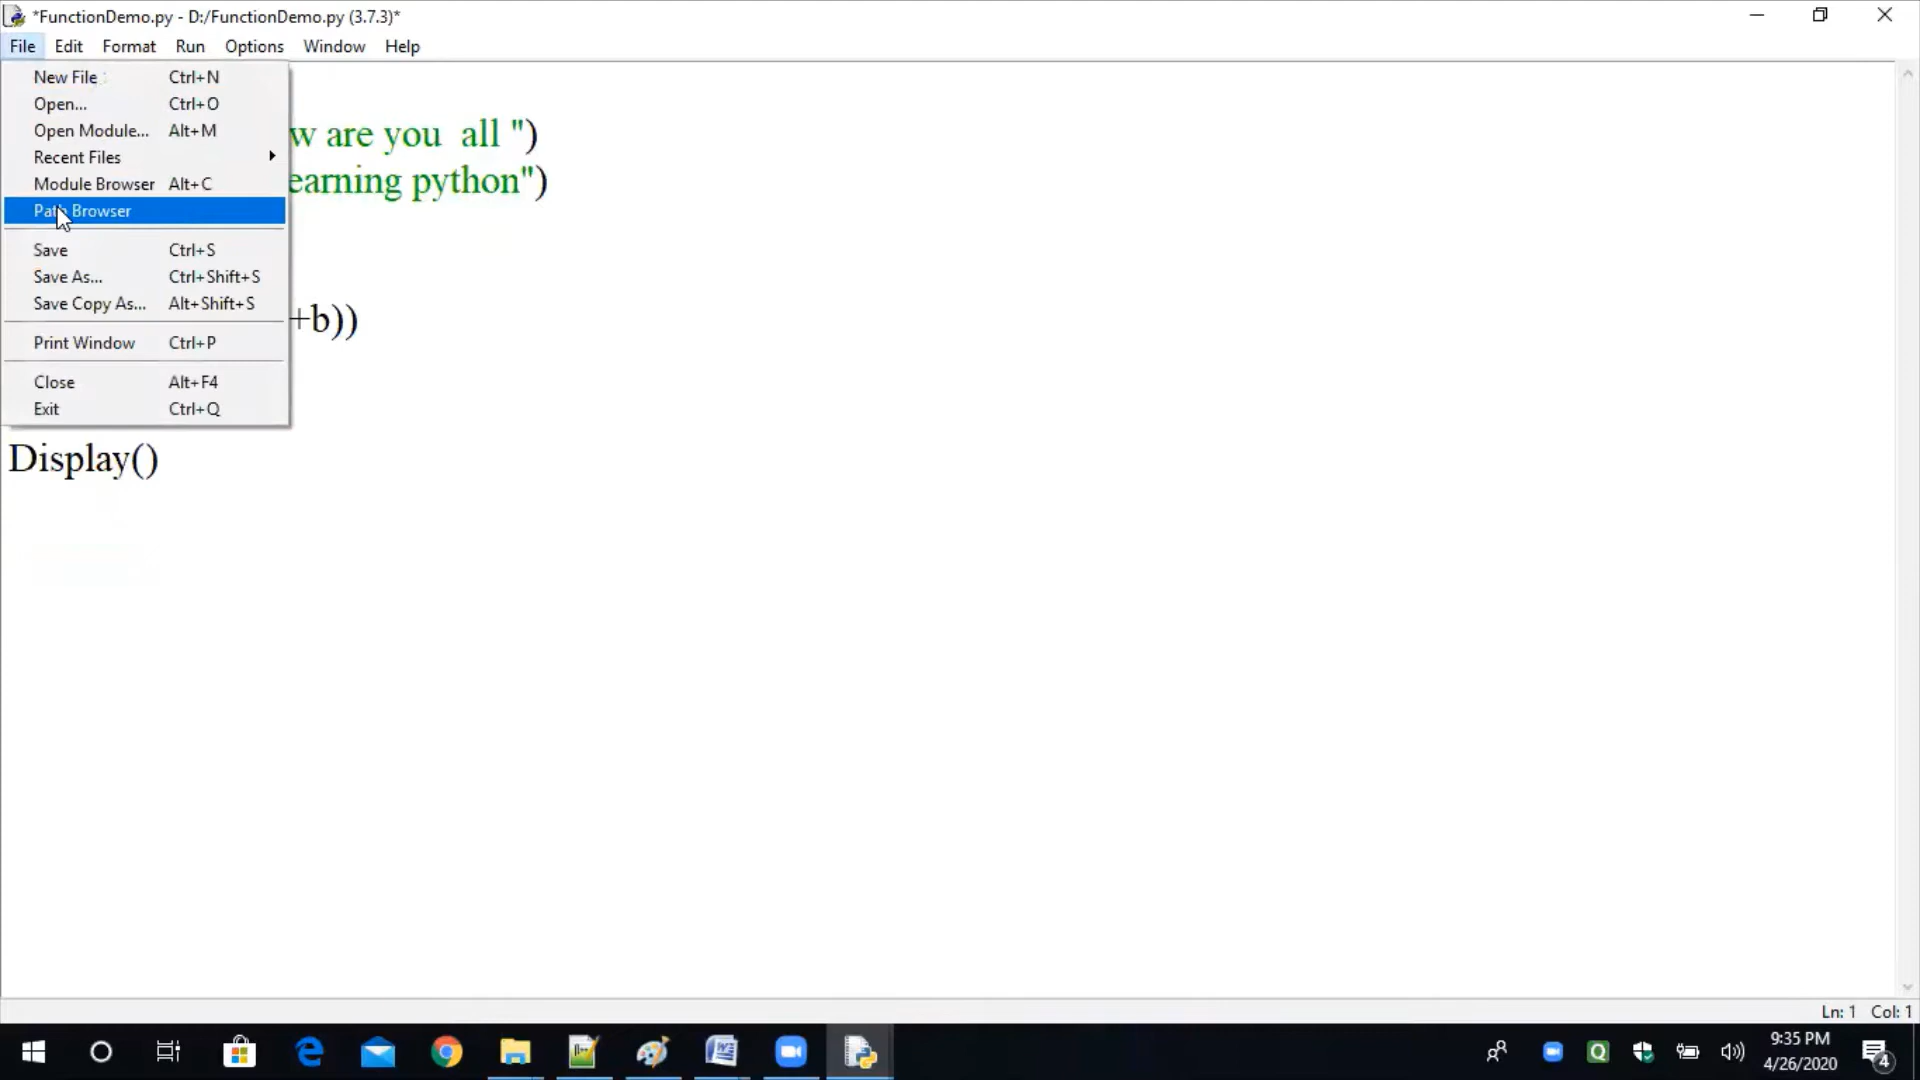 *FunctionDemo.py - D:/FunctionDemo.py (3.7.3)*
File Edit Format Run Options Window Help
New File Ctrl+N
Open... Ctrl+O
Open Module... Alt+M
Recent Files
Module Browser Alt+C
Path Browser
Save Ctrl+S
Save As... Ctrl+Shift+S
Save Copy As... Alt+Shift+S
Print Window Ctrl+P
Close Alt+F4
Exit Ctrl+Q
w are you  all ")
earning python")
+b))
Display()
Ln: 1 Col: 1
9:35 PM
4/26/2020
4